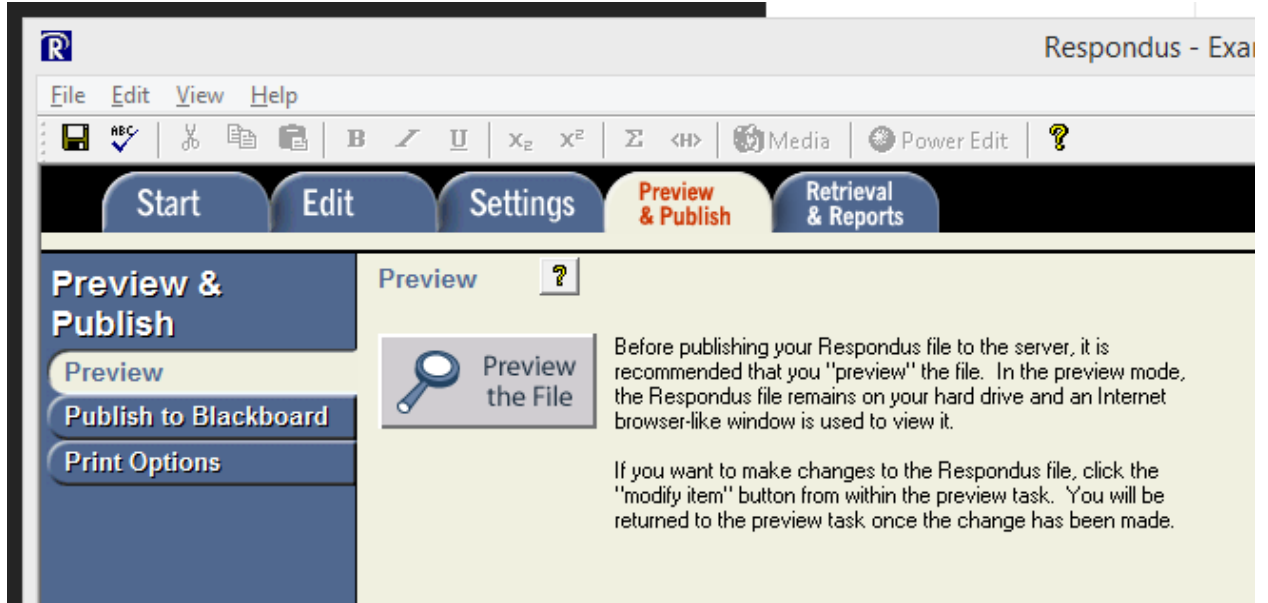 Respondus - Exa
File Edit View Help
ABC B I U X2 X2 Σ <H> Media Power Edit ?
Start Edit Settings Preview & Publish Retrieval & Reports
Preview &
Publish
Preview
Publish to Blackboard
Print Options
Preview ?
Preview
the File
Before publishing your Respondus file to the server, it is
recommended that you "preview" the file. In the preview mode,
the Respondus file remains on your hard drive and an Internet
browser-like window is used to view it.
If you want to make changes to the Respondus file, click the
"modify item" button from within the preview task. You will be
returned to the preview task once the change has been made.